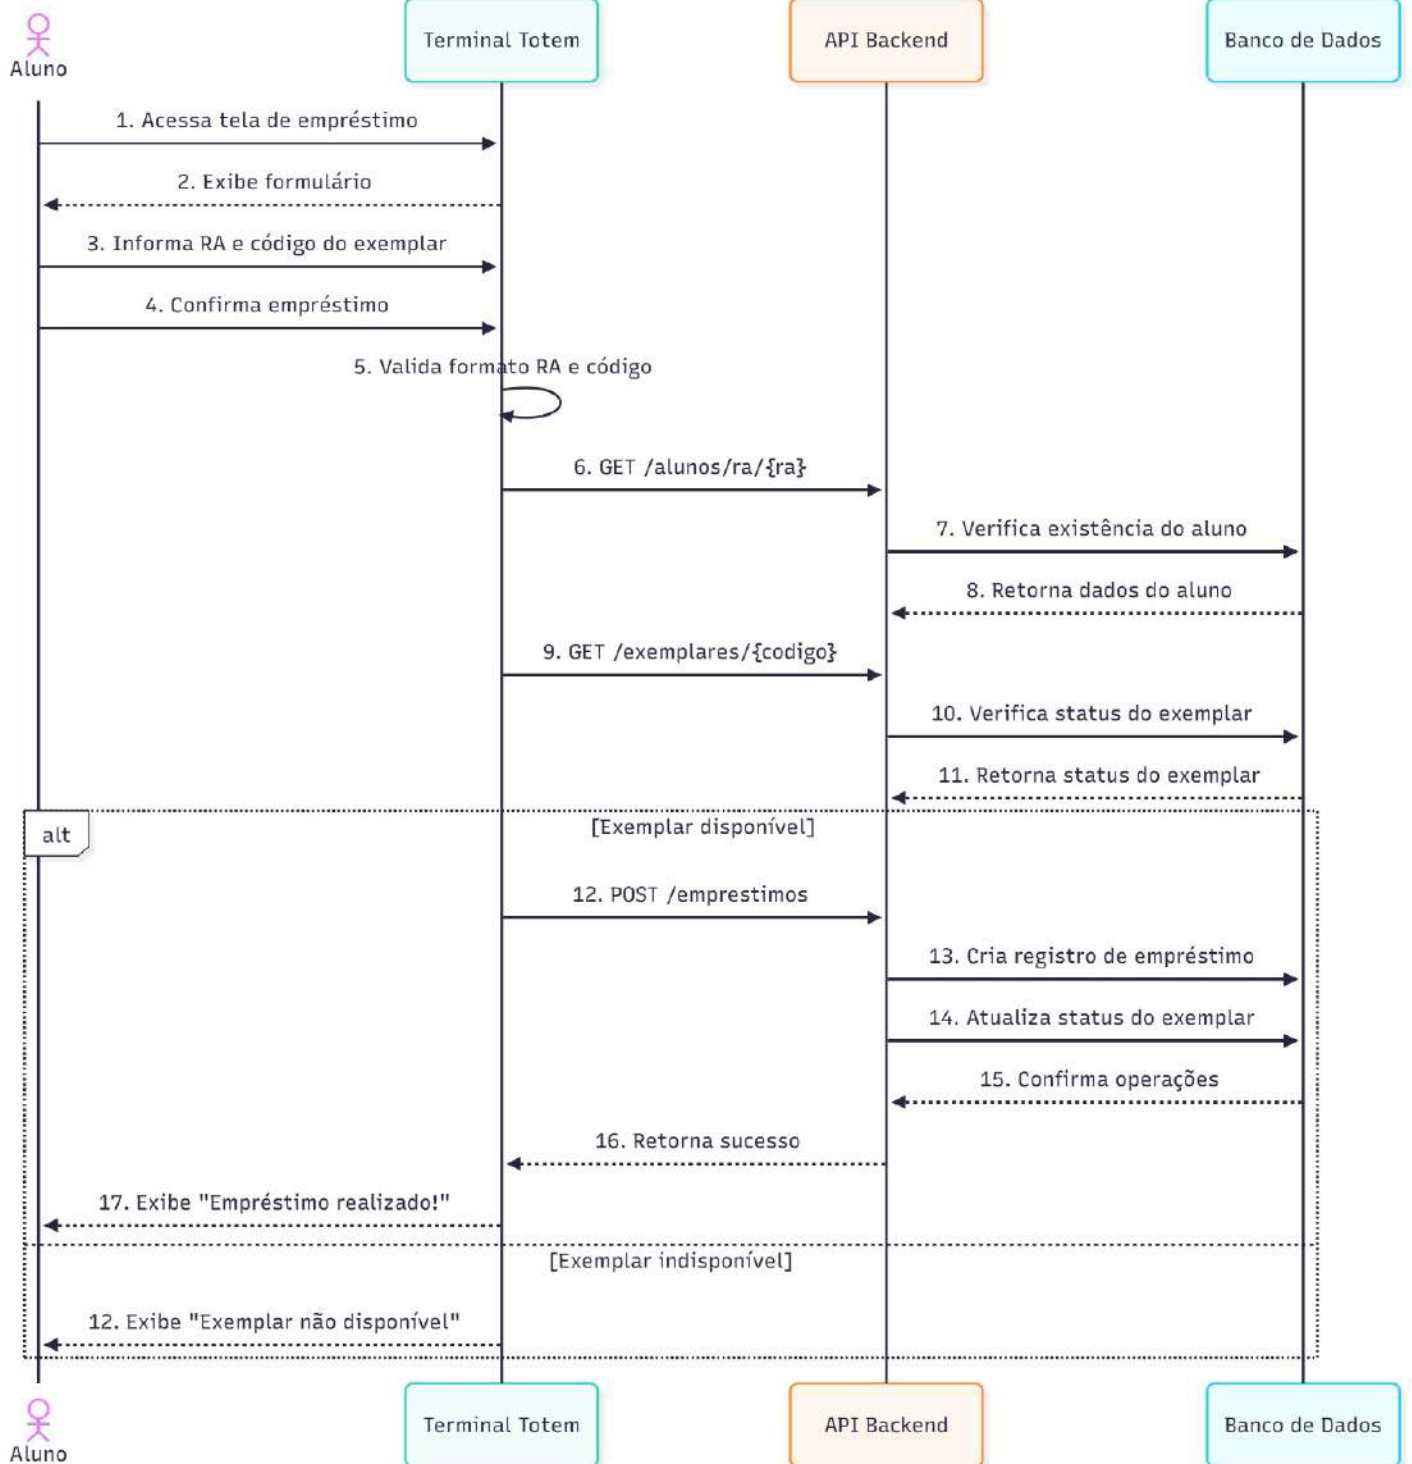 Aluno
Terminal Totem
API Backend
Banco de Dados
1. Acessa tela de empréstimo
2. Exibe formulário
3. Informa RA e código do exemplar
4. Confirma empréstimo
5. Valida formato RA e código
6. GET /alunos/ra/{ra}
7. Verifica existência do aluno
8. Retorna dados do aluno
9. GET /exemplares/{codigo}
10. Verifica status do exemplar
11. Retorna status do exemplar
alt
[Exemplar disponível]
12. POST /emprestimos
13. Cria registro de empréstimo
14. Atualiza status do exemplar
15. Confirma operações
16. Retorna sucesso
17. Exibe "Empréstimo realizado!"
[Exemplar indisponível]
12. Exibe "Exemplar não disponível"
Aluno
Terminal Totem
API Backend
Banco de Dados